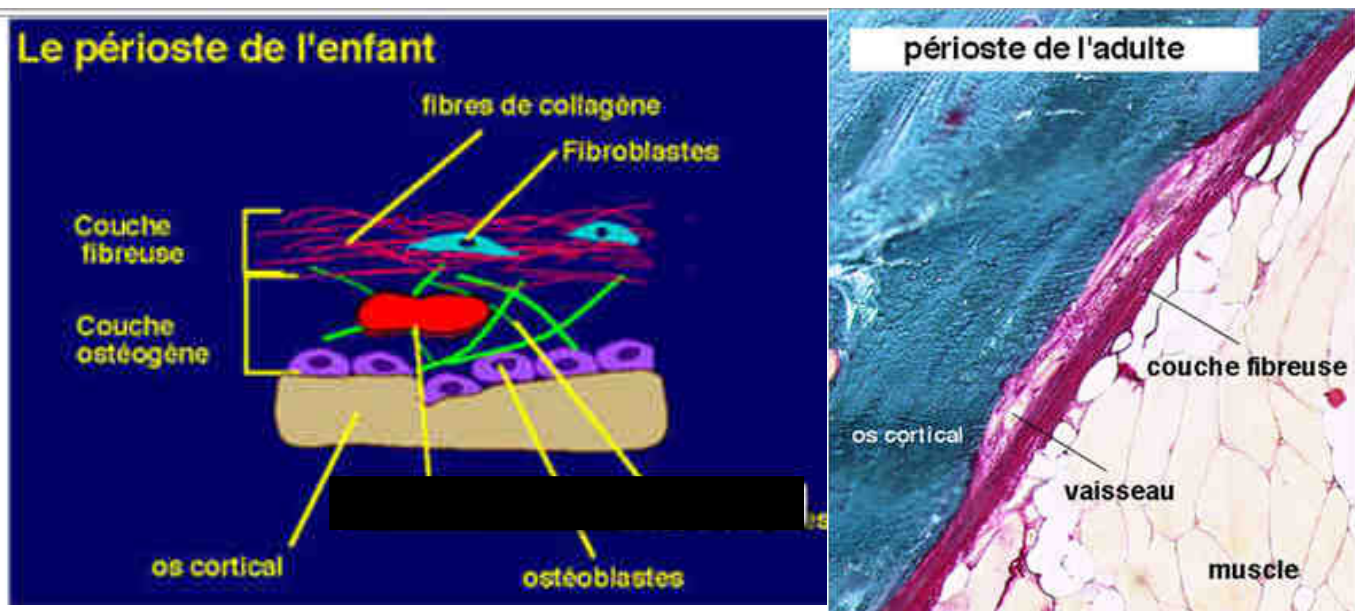 Le périoste de l'enfant
fibres de collagène
Fibroblastes
Couche
fibreuse
Couche
ostéogène
os cortical
ostéoblastes
périoste de l'adulte
couche fibreuse
os cortical
vaisseau
muscle